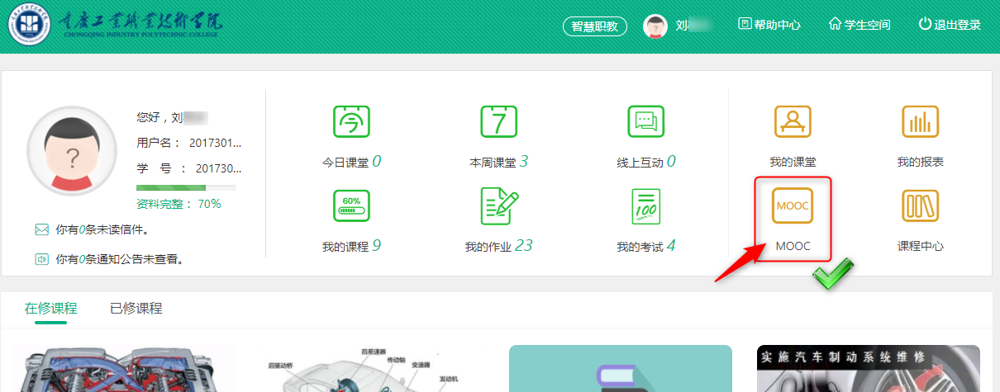 重庆工业职业技术学院
CHONGQING INDUSTRY POLYTECHNIC COLLEGE
智慧职教
刘
帮助中心
学生空间
退出登录
您好，刘
用户名： 2017301...
学 号 ： 201730...
资料完整： 70%
你有0条未读信件。
你有0条通知公告未查看。
今
今日课堂 0
7
本周课堂 3
线上互动 0
我的课堂
我的报表
60%
我的课程 9
我的作业 23
100
我的考试 4
MOOC
MOOC
课程中心
在修课程
已修课程
后驱动桥
后差速器
传动轴
变速器
发动机
实施汽车制动系统维修